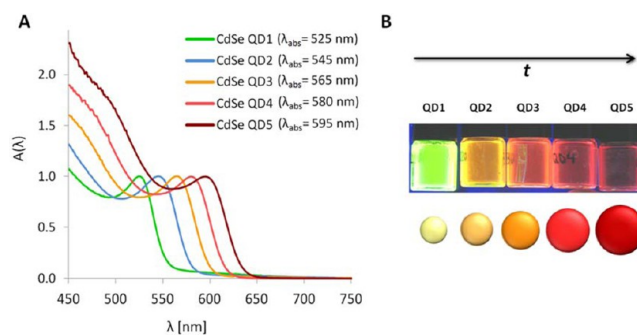 A
CdSe QD1 (λabs= 525 nm)
CdSe QD2 (λabs= 545 nm)
CdSe QD3 (λabs= 565 nm)
CdSe QD4 (λabs= 580 nm)
CdSe QD5 (λabs= 595 nm)
A(λ)
2.0
1.5
1.0
0.5
0.0
450 500 550 600 650 700 750
λ [nm]
B
t
QD1 QD2 QD3 QD4 QD5